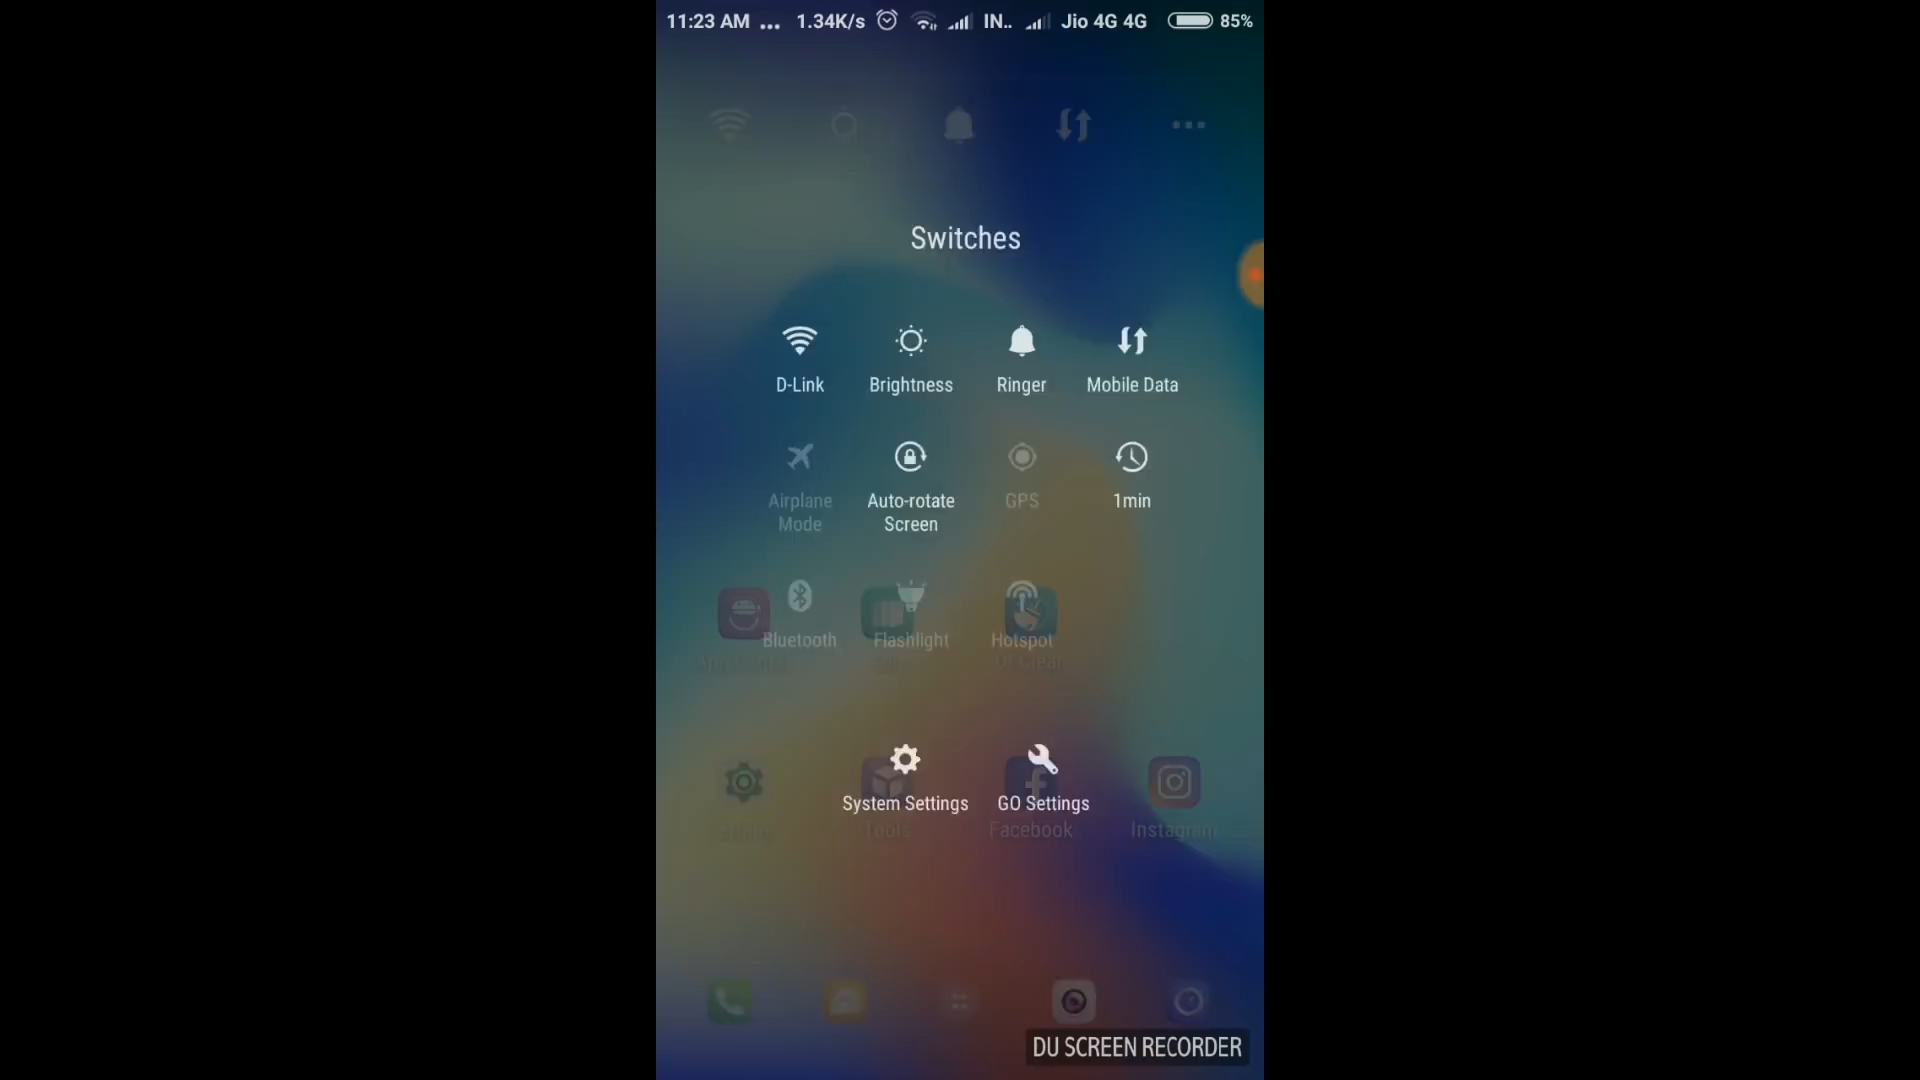 11:23 AM ... 1.34K/s IN.. Jio 4G 4G 85%
Switches
D-Link Brightness Ringer Mobile Data
Airplane Mode
Auto-rotate Screen
GPS 1min
Bluetooth Flashlight Hotspot
System Settings GO Settings
Tools Facebook Instagram
DU SCREEN RECORDER